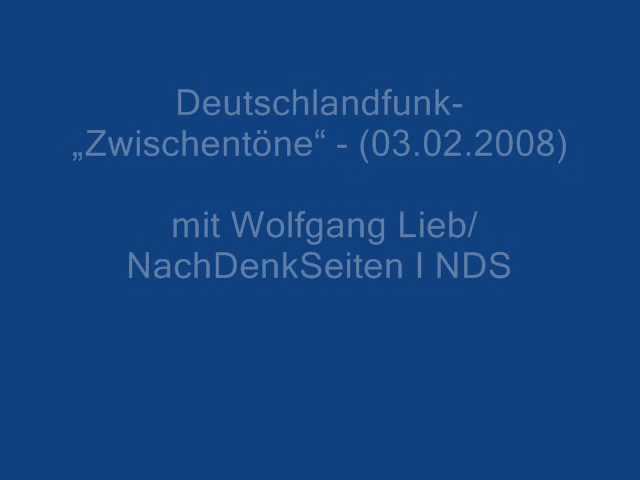 Deutschlandfunk-
„Zwischentöne“ - (03.02.2008)
mit Wolfgang Lieb/
NachDenkSeiten I NDS